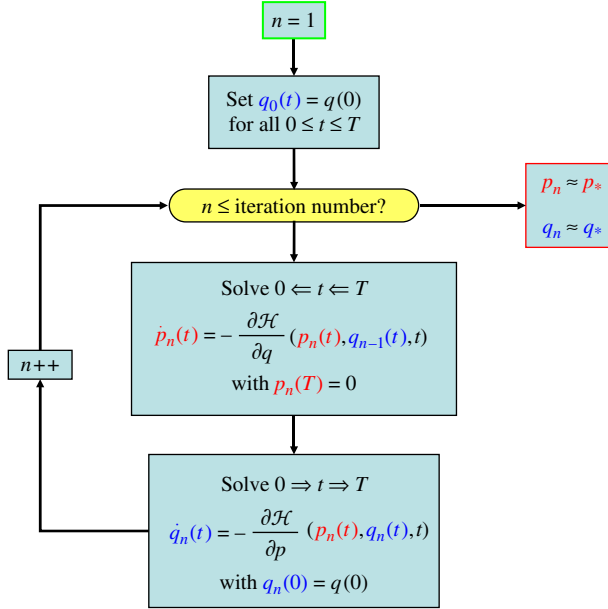 n = 1
Set q₀(t) = q(0)
for all 0 ≤ t ≤ T
n ≤ iteration number?
pₙ ≈ p*
qₙ ≈ q*
Solve 0 ⇐ t ⇐ T
ṗₙ(t) = − ∂ℋ/∂q (pₙ(t),qₙ₋₁(t),t)
with pₙ(T) = 0
n++
Solve 0 ⇒ t ⇒ T
q̇ₙ(t) = − ∂ℋ/∂p (pₙ(t),qₙ(t),t)
with qₙ(0) = q(0)